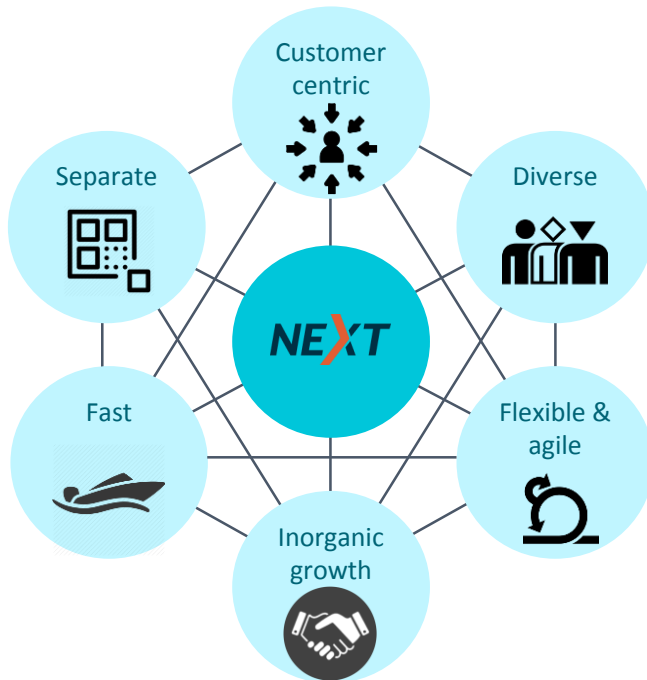 Customer
centric
Separate
Diverse
NEXT
Fast
Flexible &
agile
Inorganic
growth